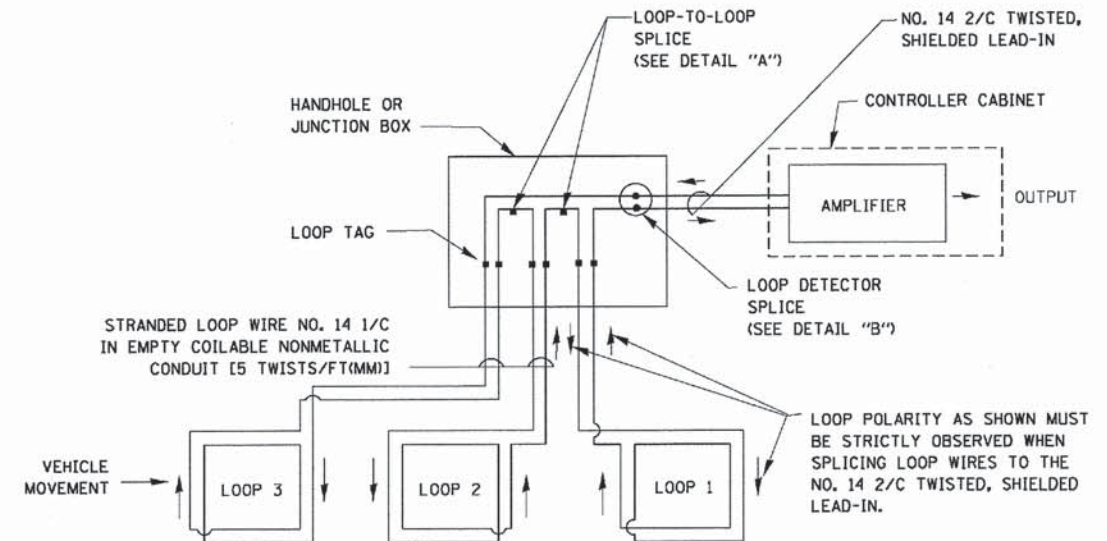 LOOP-TO-LOOP
SPLICE
(SEE DETAIL "A")
NO. 14 2/C TWISTED,
SHIELDED LEAD-IN
HANDHOLE OR
JUNCTION BOX
CONTROLLER CABINET
AMPLIFIER
OUTPUT
LOOP TAG
LOOP DETECTOR
SPLICE
(SEE DETAIL "B")
STRANDED LOOP WIRE NO. 14 1/C
IN EMPTY COILABLE NONMETALLIC
CONDUIT [5 TWISTS/FT(MM)]
LOOP POLARITY AS SHOWN MUST
BE STRICTLY OBSERVED WHEN
SPLICING LOOP WIRES TO THE
NO. 14 2/C TWISTED, SHIELDED
LEAD-IN.
VEHICLE
MOVEMENT
LOOP 3
LOOP 2
LOOP 1